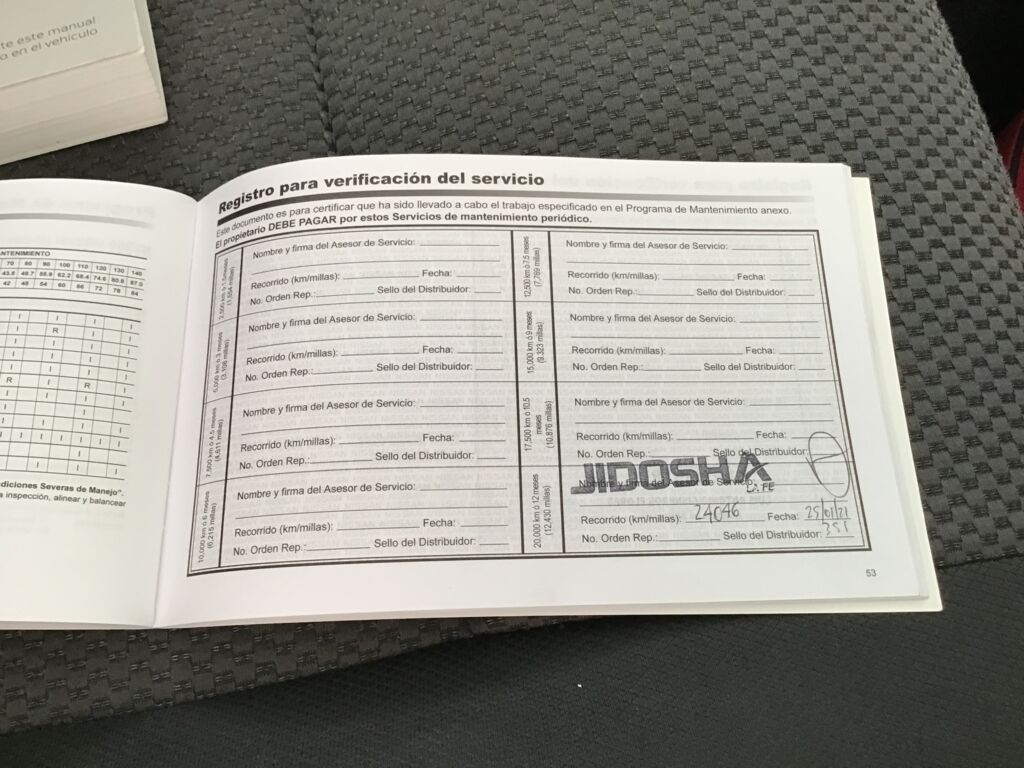 te este manual
o en el vehículo
NTENIMIENTO
70 80 90 100 110 120 130 140
43.5 49.7 55.9 62.2 68.4 74.6 80.8 87.0
42 48 54 60 66 72 78 84
diciones Severas de Manejo".
a inspección, alinear y balancear
Registro para verificación del servicio
Este documento es para certificar que ha sido llevado a cabo el trabajo especificado en el Programa de Mantenimiento anexo.
El propietario DEBE PAGAR por estos Servicios de mantenimiento periódico.
2,500 km ó 1.5 meses
(1,554 millas)
Nombre y firma del Asesor de Servicio:
Recorrido (km/millas): Fecha:
No. Orden Rep.: Sello del Distribuidor:
5,000 km ó 3 meses
(3,108 millas)
Nombre y firma del Asesor de Servicio:
Recorrido (km/millas): Fecha:
No. Orden Rep.: Sello del Distribuidor:
7,500 km ó 4.5 meses
(4,611 millas)
Nombre y firma del Asesor de Servicio:
Recorrido (km/millas): Fecha:
No. Orden Rep.: Sello del Distribuidor:
10,000 km ó 6 meses
(6,215 millas)
Nombre y firma del Asesor de Servicio:
Recorrido (km/millas): Fecha:
No. Orden Rep.: Sello del Distribuidor:
12,500 km ó 7.5 meses
(7,769 millas)
Nombre y firma del Asesor de Servicio:
Recorrido (km/millas): Fecha:
No. Orden Rep.: Sello del Distribuidor:
15,000 km ó 9 meses
(9,323 millas)
Nombre y firma del Asesor de Servicio:
Recorrido (km/millas): Fecha:
No. Orden Rep.: Sello del Distribuidor:
17,500 km ó 10.5
meses
(10,876 millas)
Nombre y firma del Asesor de Servicio:
Recorrido (km/millas): Fecha:
No. Orden Rep.: Sello del Distribuidor:
20,000 km ó 12 meses
(12,430 millas)
JIDOSHA
Nombre y firma del Asesor de Servicio:
LA FE
Recorrido (km/millas): 24046 Fecha: 25/01/21
No. Orden Rep.: Sello del Distribuidor:
53